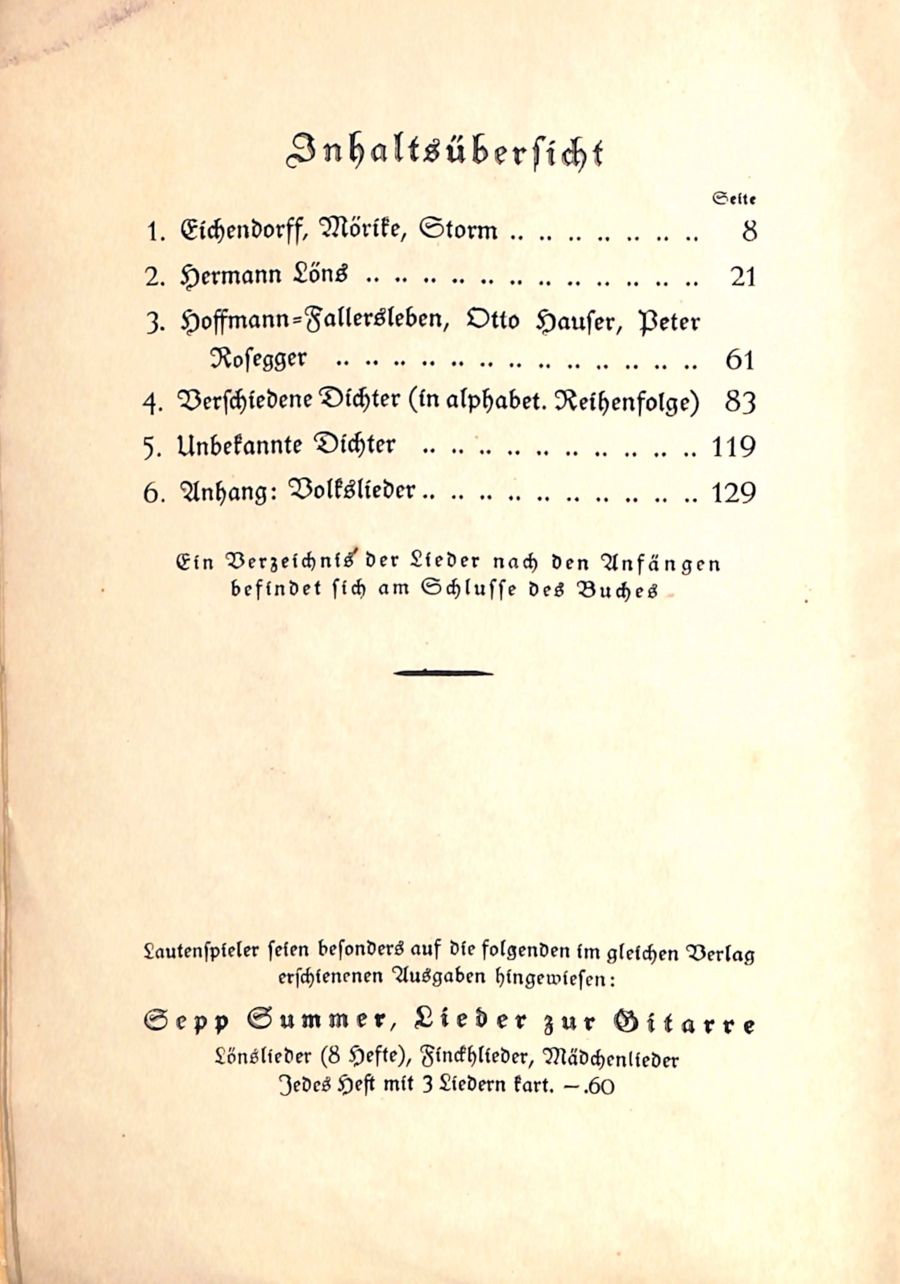 Inhaltsübersicht
Seite
1. Eichendorff, Mörike, Storm .. .. .. .. .. .. .. 8
2. Hermann Löns .. .. .. .. .. .. .. .. .. .. .. .. 21
3. Hoffmann=Fallersleben, Otto Hauser, Peter
Rosegger .. .. .. .. .. .. .. .. .. .. .. .. .. 61
4. Verschiedene Dichter (in alphabet. Reihenfolge) 83
5. Unbekannte Dichter .. .. .. .. .. .. .. .. .. .. 119
6. Anhang: Volkslieder .. .. .. .. .. .. .. .. .. .. 129
Ein Verzeichnis der Lieder nach den Anfängen
befindet sich am Schlusse des Buches
Lautenspieler seien besonders auf die folgenden im gleichen Verlag
erschienenen Ausgaben hingewiesen:
Sepp Summer, Lieder zur Gitarre
Lönslieder (8 Hefte), Finckhlieder, Mädchenlieder
Jedes Heft mit 3 Liedern kart. —.60